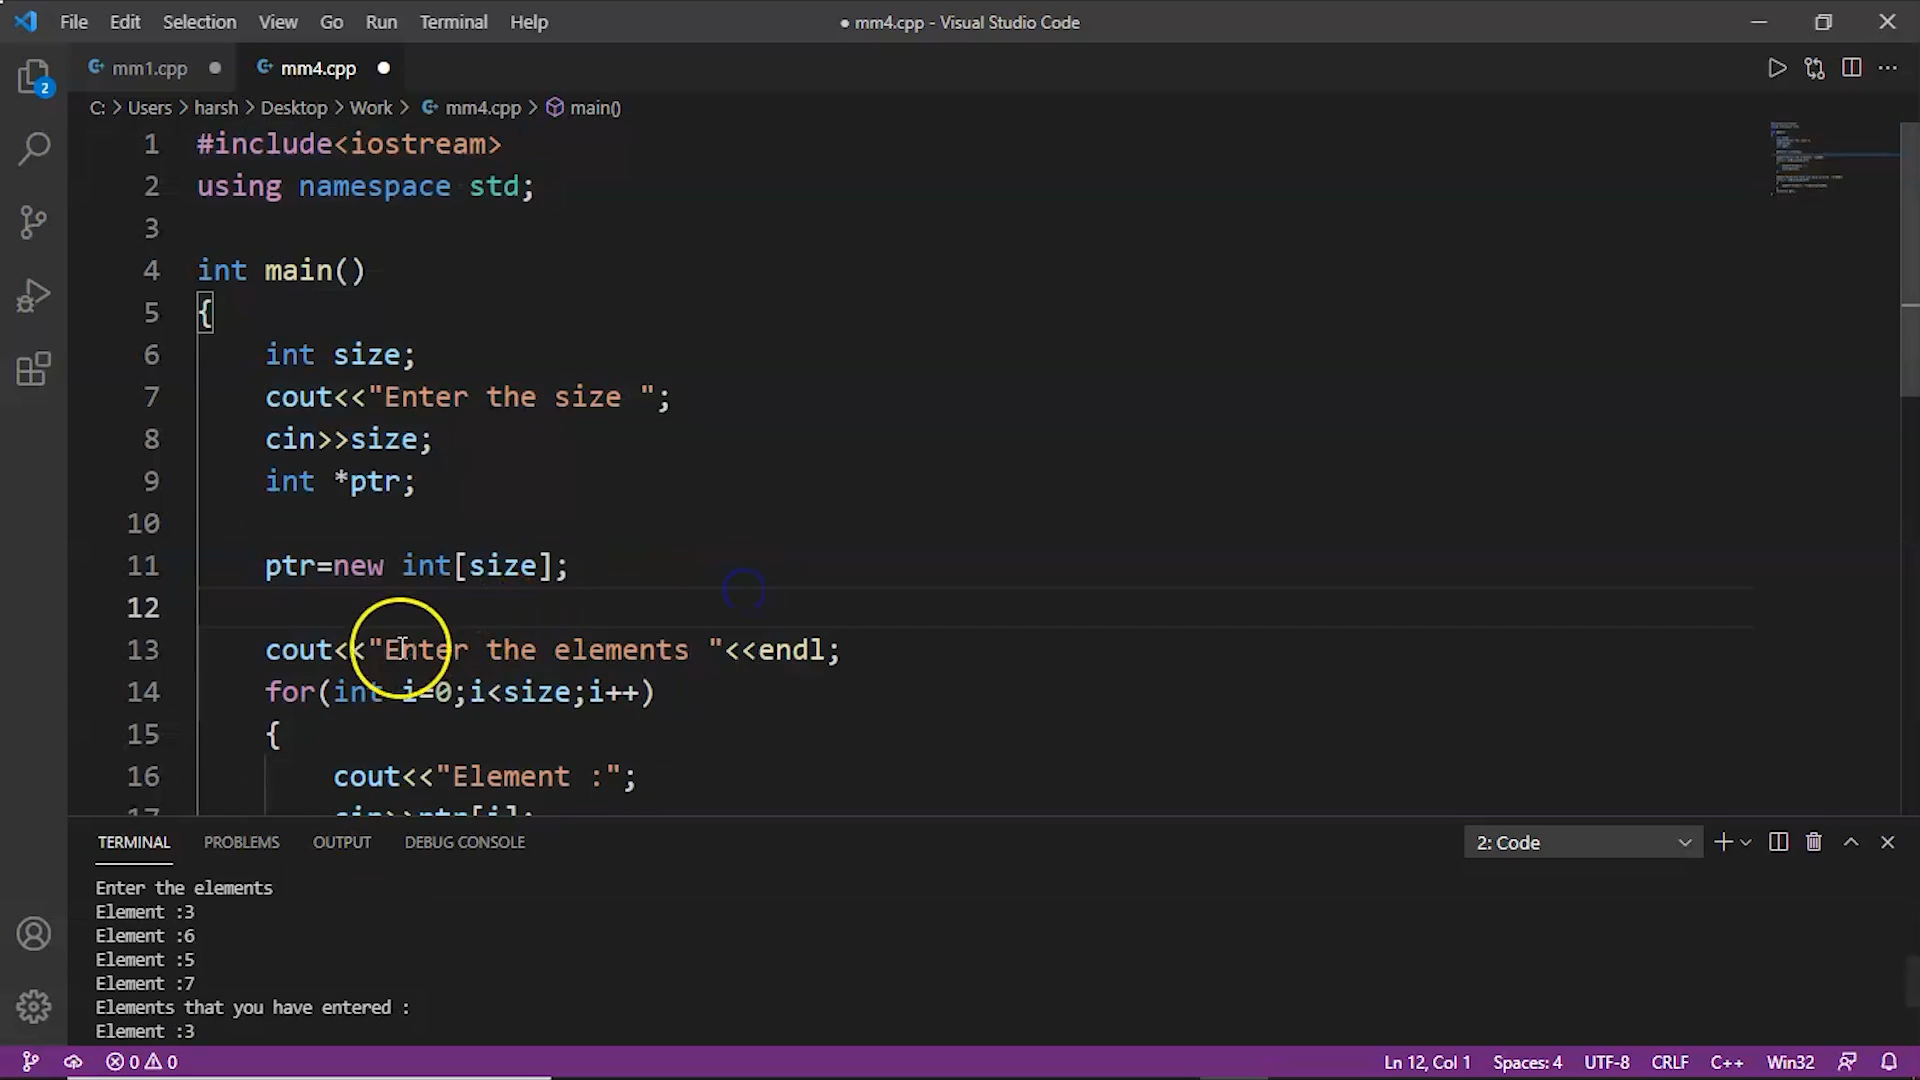 File Edit Selection View Go Run Terminal Help ● mm4.cpp - Visual Studio Code
mm1.cpp ● mm4.cpp ●
C: > Users > harsh > Desktop > Work > mm4.cpp > main()
1 #include<iostream>
2 using namespace std;
3
4 int main()
5 {
6 int size;
7 cout<<"Enter the size ";
8 cin>>size;
9 int *ptr;
10
11 ptr=new int[size];
12
13 cout<<"Enter the elements "<<endl;
14 for(int i=0;i<size;i++)
15 {
16 cout<<"Element :";
17 cin>>ptr[i];
2
TERMINAL PROBLEMS OUTPUT DEBUG CONSOLE 2: Code
Enter the elements
Element :3
Element :6
Element :5
Element :7
Elements that you have entered :
Element :3
0 0 Ln 12, Col 1 Spaces: 4 UTF-8 CRLF C++ Win32